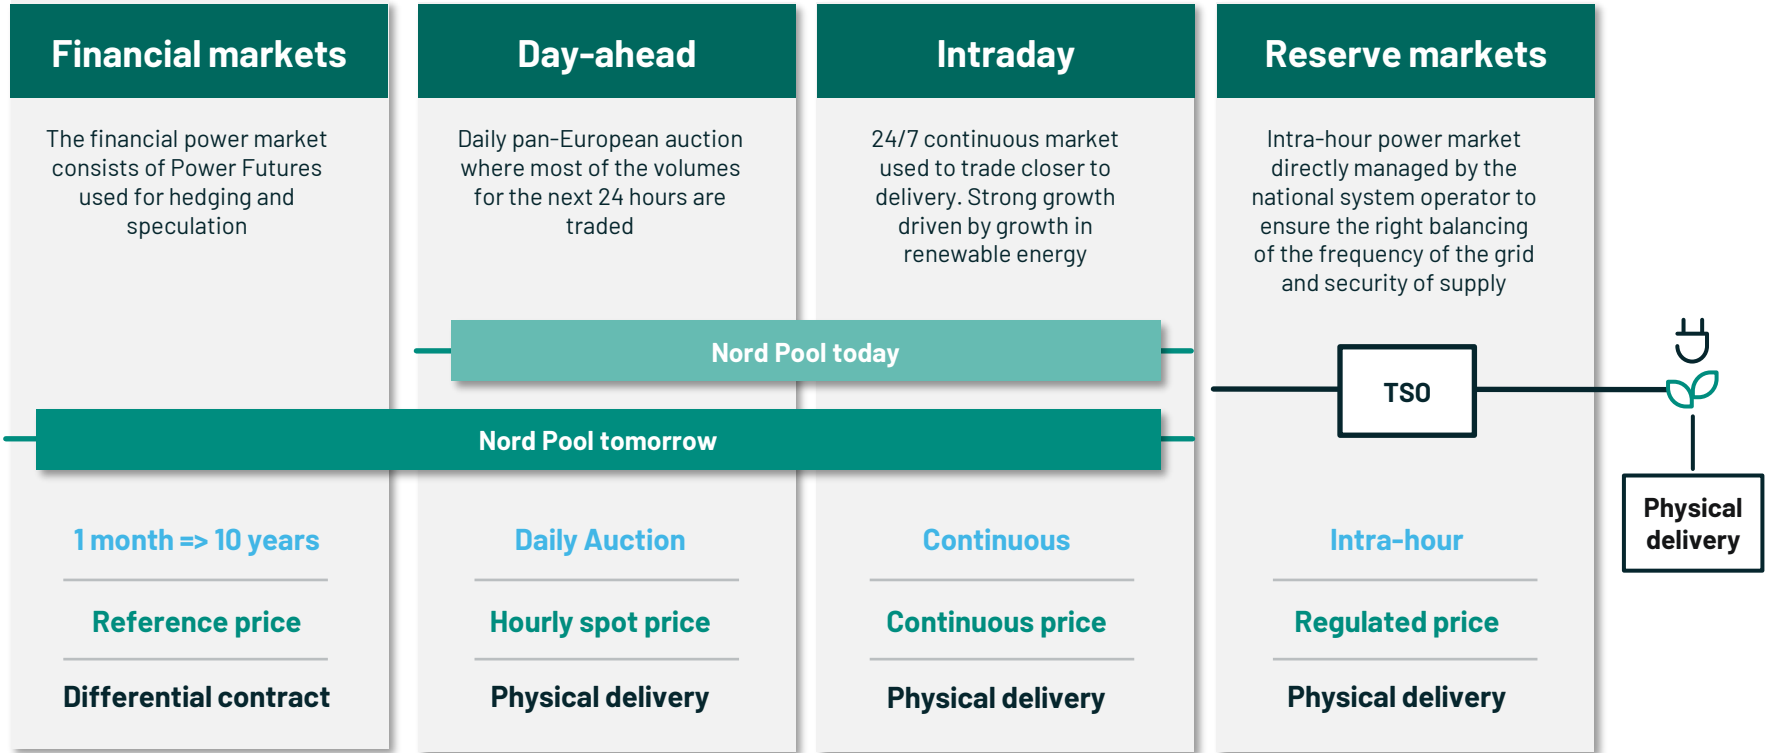 Financial markets
The financial power market
consists of Power Futures
used for hedging and
speculation
Day-ahead
Daily pan-European auction
where most of the volumes
for the next 24 hours are
traded
Intraday
24/7 continuous market
used to trade closer to
delivery. Strong growth
driven by growth in
renewable energy
Reserve markets
Intra-hour power market
directly managed by the
national system operator to
ensure the right balancing
of the frequency of the grid
and security of supply
Nord Pool today
Nord Pool tomorrow
TSO
Physical
delivery
1 month => 10 years
Reference price
Differential contract
Daily Auction
Hourly spot price
Physical delivery
Continuous
Continuous price
Physical delivery
Intra-hour
Regulated price
Physical delivery